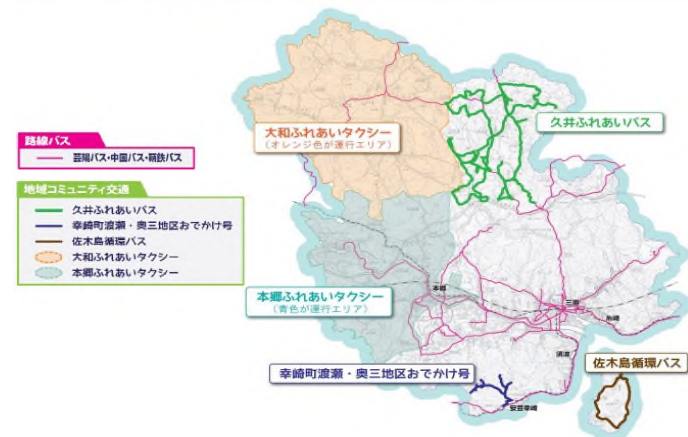 路線バス
芸陽バス・中国バス・鞆鉄バス
地域コミュニティ交通
久井ふれあいバス
幸崎町渡瀬・奥三地区おでかけ号
佐木島循環バス
大和ふれあいタクシー
本郷ふれあいタクシー
大和ふれあいタクシー
(オレンジ色が運行エリア)
久井ふれあいバス
本郷ふれあいタクシー
(青色が運行エリア)
本郷
三原
糸崎
須波
幸崎町渡瀬・奥三地区おでかけ号
安芸幸崎
佐木島循環バス